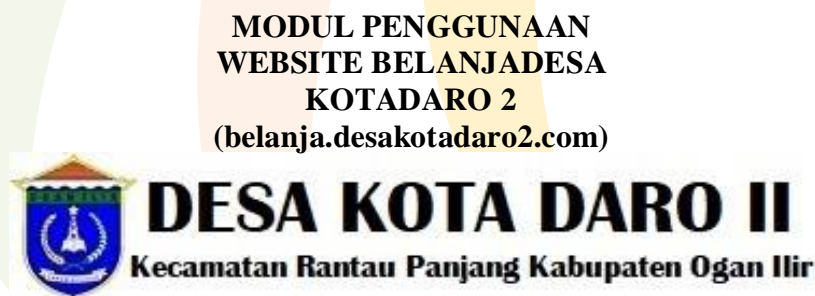 MODUL PENGGUNAAN
WEBSITE BELANJADESA
KOTADARO 2
(belanja.desakotadaro2.com)
DESA KOTA DARO II
Kecamatan Rantau Panjang Kabupaten Ogan Ilir